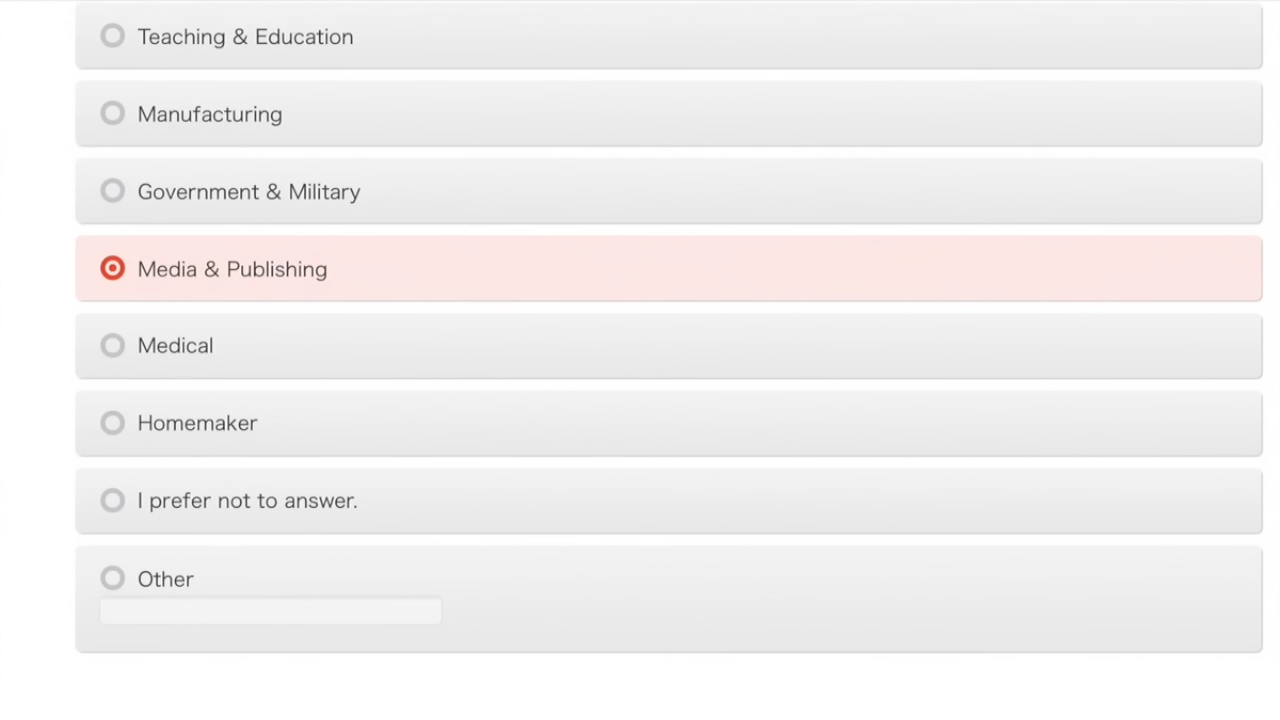 Teaching & Education
Manufacturing
Government & Military
Media & Publishing
Medical
Homemaker
I prefer not to answer.
Other